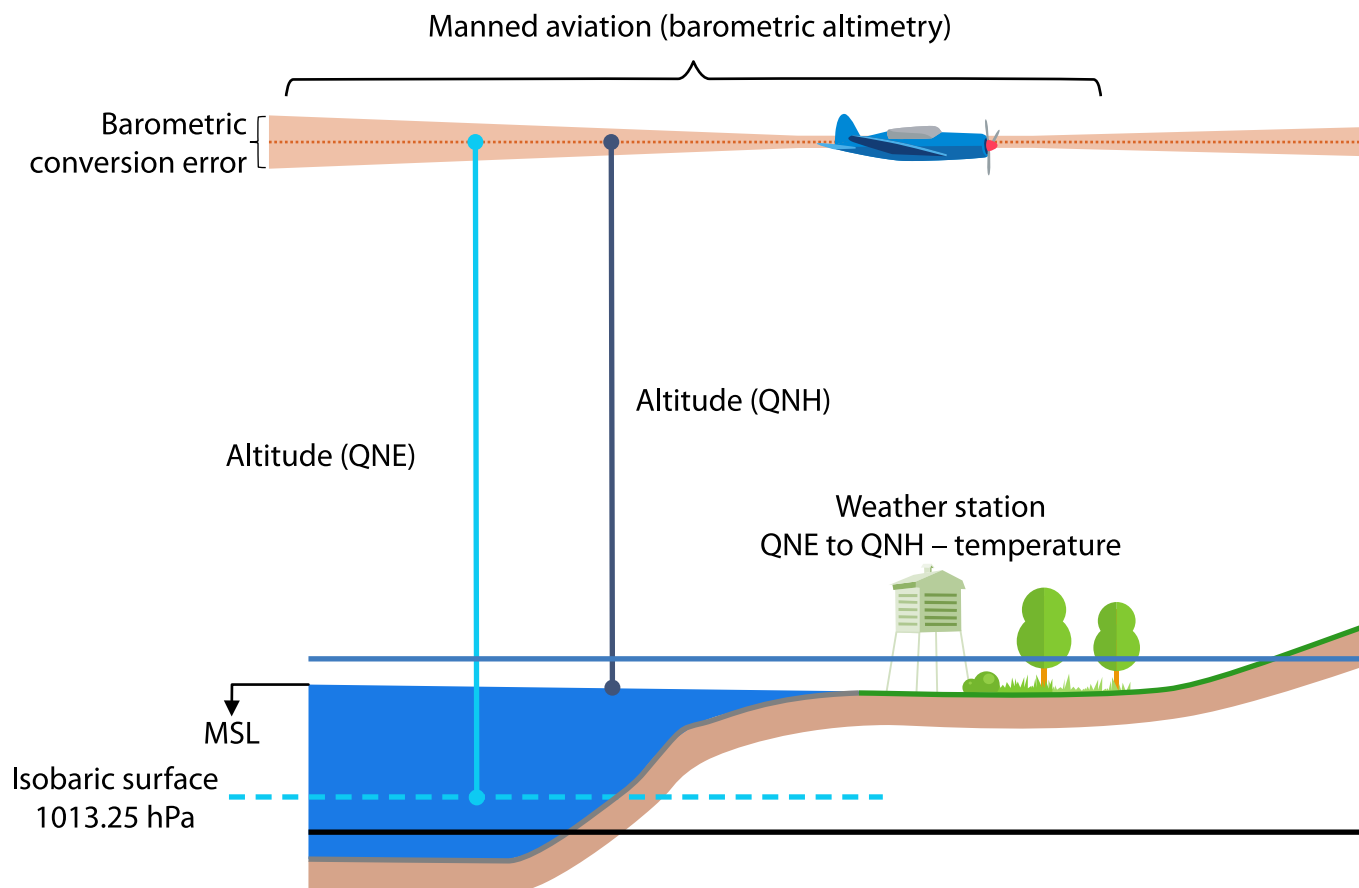 Manned aviation (barometric altimetry)
Barometric
conversion error
Altitude (QNH)
Altitude (QNE)
Weather station
QNE to QNH – temperature
MSL
Isobaric surface
1013.25 hPa